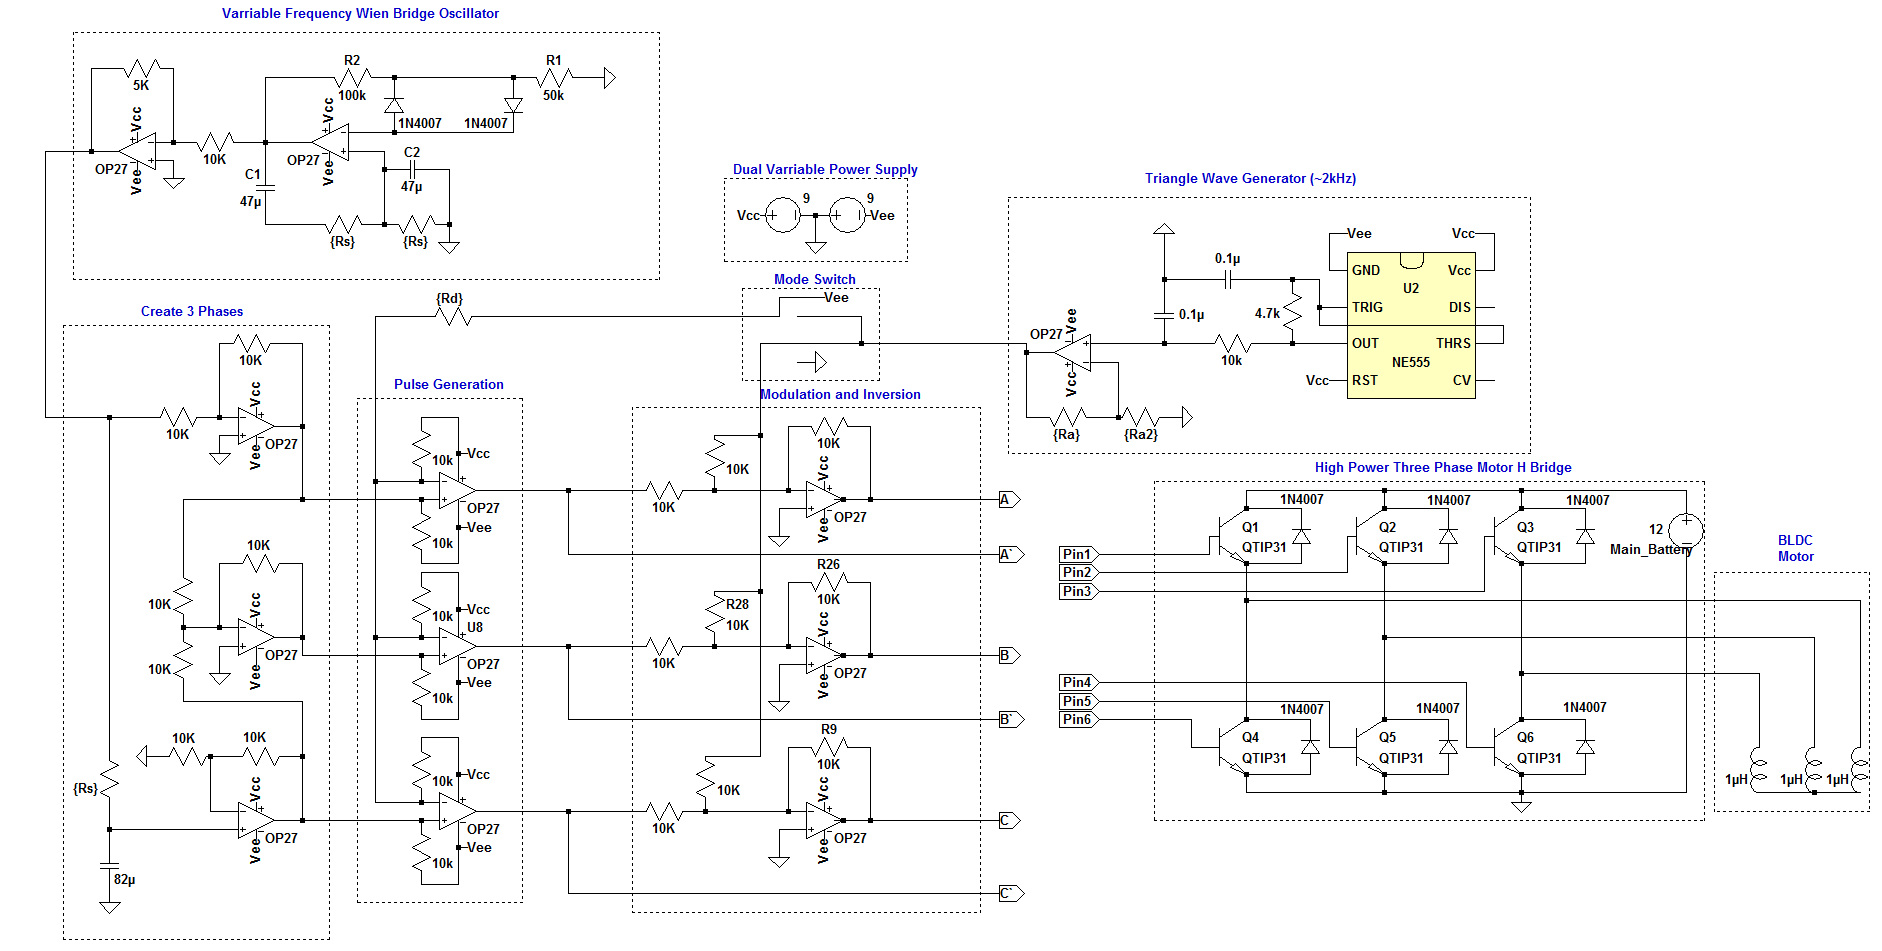 Varriable Frequency Wien Bridge Oscillator
5K
Vcc
OP27
Vee
10K
R2
100k
R1
50k
1N4007
1N4007
Vcc
OP27
Vee
C1
47µ
C2
47µ
{Rs}
{Rs}
Dual Varriable Power Supply
Vcc
9
9
Vee
Mode Switch
Vee
{Rd}
Triangle Wave Generator (~2kHz)
0.1µ
0.1µ
4.7k
10k
OP27
Vee
Vcc
{Ra}
{Ra2}
Vee
Vcc
GND
Vcc
U2
TRIG
DIS
OUT
THRS
NE555
Vcc
RST
CV
Create 3 Phases
10K
10K
Vcc
OP27
Vee
10K
10K
10K
Vcc
OP27
Vee
10K
10K
{Rs}
Vcc
OP27
Vee
82µ
Pulse Generation
10k
Vcc
OP27
Vee
10k
10k
Vcc
U8
OP27
Vee
10k
10k
Vcc
OP27
Vee
10k
Modulation and Inversion
10K
10K
10K
Vcc
OP27
Vee
A
A`
R26
10K
R28
10K
10K
Vcc
OP27
Vee
B
B`
R9
10K
10K
10K
Vcc
OP27
Vee
C
C`
High Power Three Phase Motor H Bridge
1N4007
1N4007
1N4007
Q1
QTIP31
Q2
QTIP31
Q3
QTIP31
12
Main_Battery
Pin1
Pin2
Pin3
Pin4
Pin5
Pin6
1N4007
1N4007
1N4007
Q4
QTIP31
Q5
QTIP31
Q6
QTIP31
BLDC
Motor
1µH
1µH
1µH